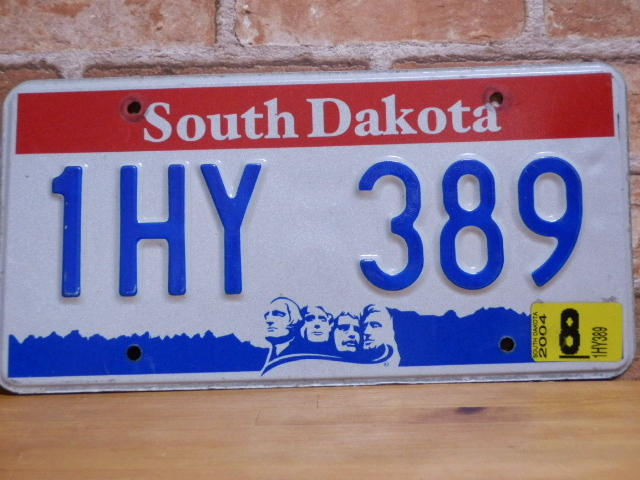 South Dakota
1HY 389
SOUTH DAKOTA
2004
8
1HY389